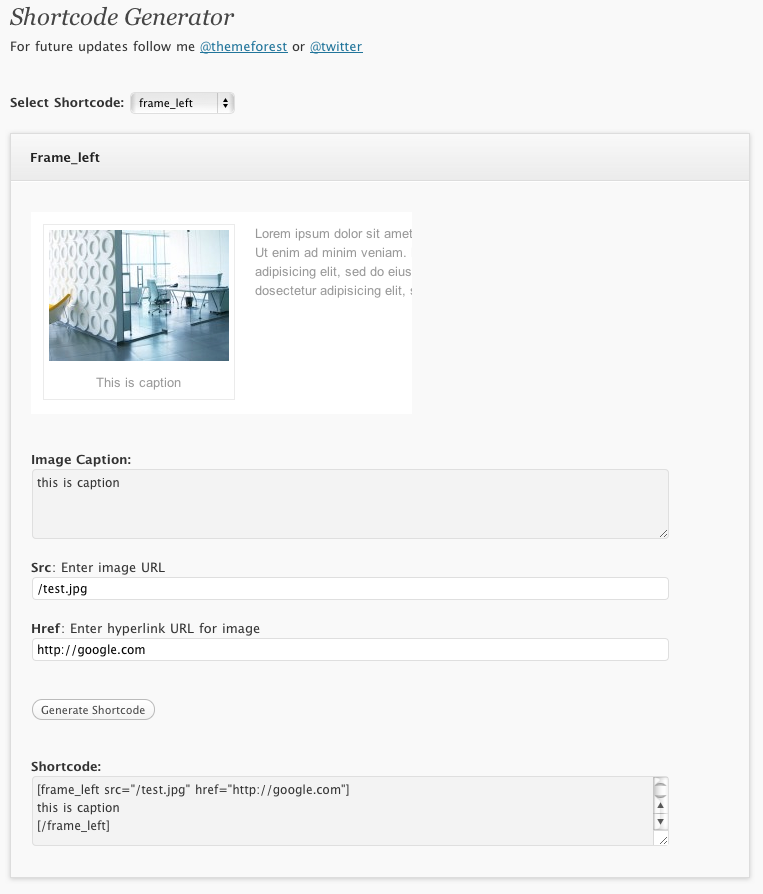 Shortcode Generator
For future updates follow me @themeforest or @twitter
Select Shortcode: frame_left
Frame_left
Lorem ipsum dolor sit amet
Ut enim ad minim veniam.
adipisicing elit, sed do eius
dosectetur adipisicing elit,
This is caption
Image Caption:
this is caption
Src: Enter image URL
/test.jpg
Href: Enter hyperlink URL for image
http://google.com
Generate Shortcode
Shortcode:
[frame_left src="/test.jpg" href="http://google.com"]
this is caption
[/frame_left]